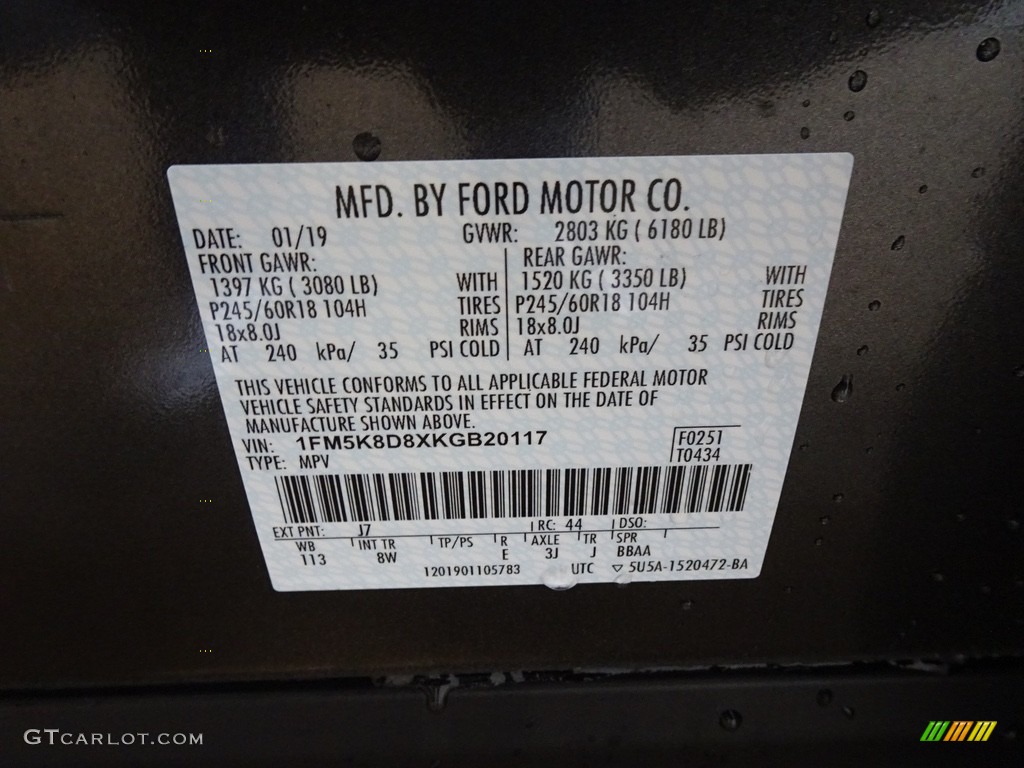 MFD. BY FORD MOTOR CO.
DATE: 01/19 GVWR: 2803 KG ( 6180 LB)
FRONT GAWR: REAR GAWR:
1397 KG ( 3080 LB) WITH 1520 KG ( 3350 LB) WITH
P245/60R18 104H TIRES P245/60R18 104H TIRES
18x8.0J RIMS 18x8.0J RIMS
AT 240 kPa/ 35 PSI COLD AT 240 kPa/ 35 PSI COLD
THIS VEHICLE CONFORMS TO ALL APPLICABLE FEDERAL MOTOR
VEHICLE SAFETY STANDARDS IN EFFECT ON THE DATE OF
MANUFACTURE SHOWN ABOVE.
VIN: 1FM5K8D8XKGB20117 F0251
TYPE: MPV T0434
EXT PNT: J7 RC: 44 DSO:
WB INT TR TP/PS R AXLE TR SPR
113 8W E 3J J BBAA
1201901105783 UTC ▽ 5U5A-1520472-BA
GTCARLOT.COM